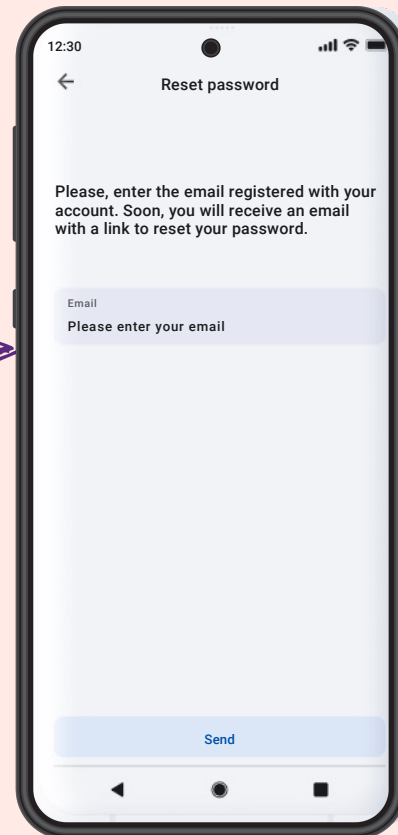 12:30
Reset password
Please, enter the email registered with your
account. Soon, you will receive an email
with a link to reset your password.
Email
Please enter your email
Send